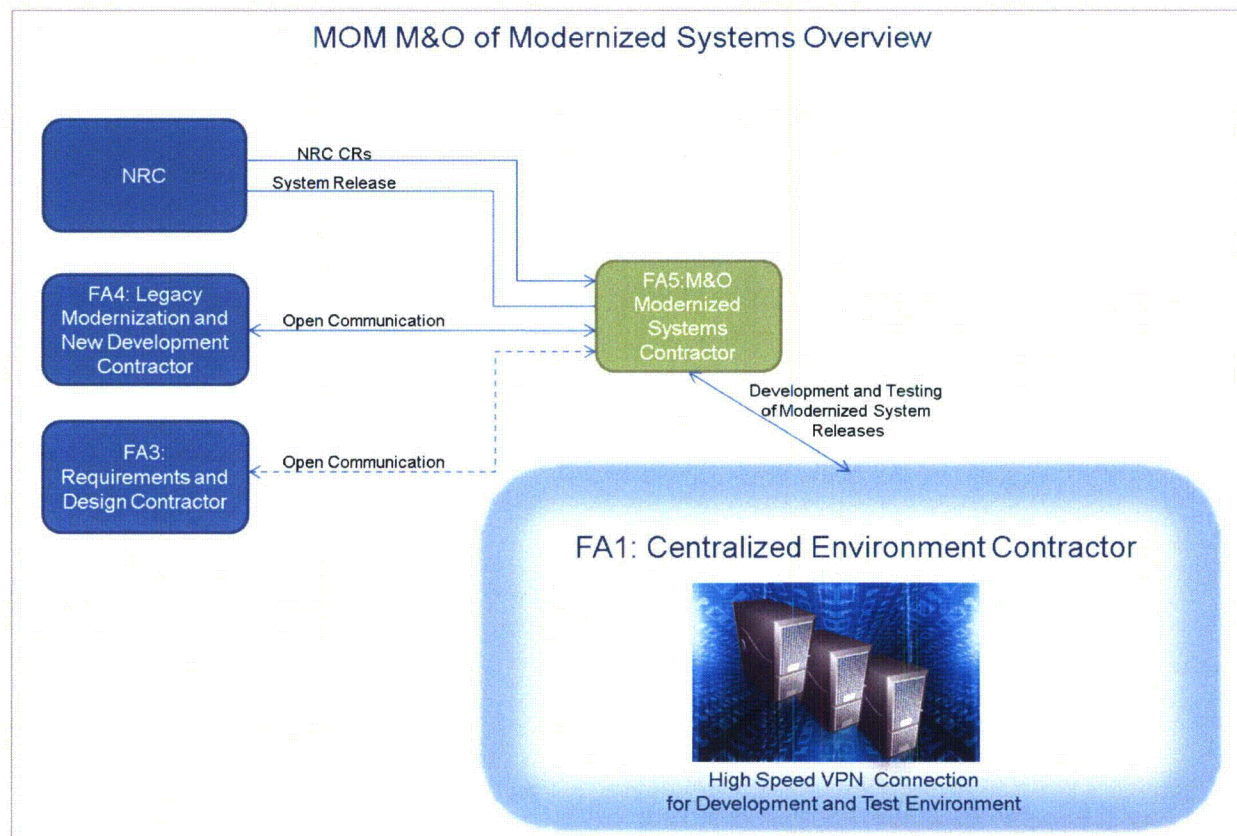 MOM M&O of Modernized Systems Overview
NRC
NRC CRs
System Release
FA4: Legacy
Modernization and
New Development
Contractor
Open Communication
FA5:M&O
Modernized
Systems
Contractor
FA3:
Requirements and
Design Contractor
Open Communication
Development and Testing
of Modernized System
Releases
FA1: Centralized Environment Contractor
High Speed VPN Connection
for Development and Test Environment